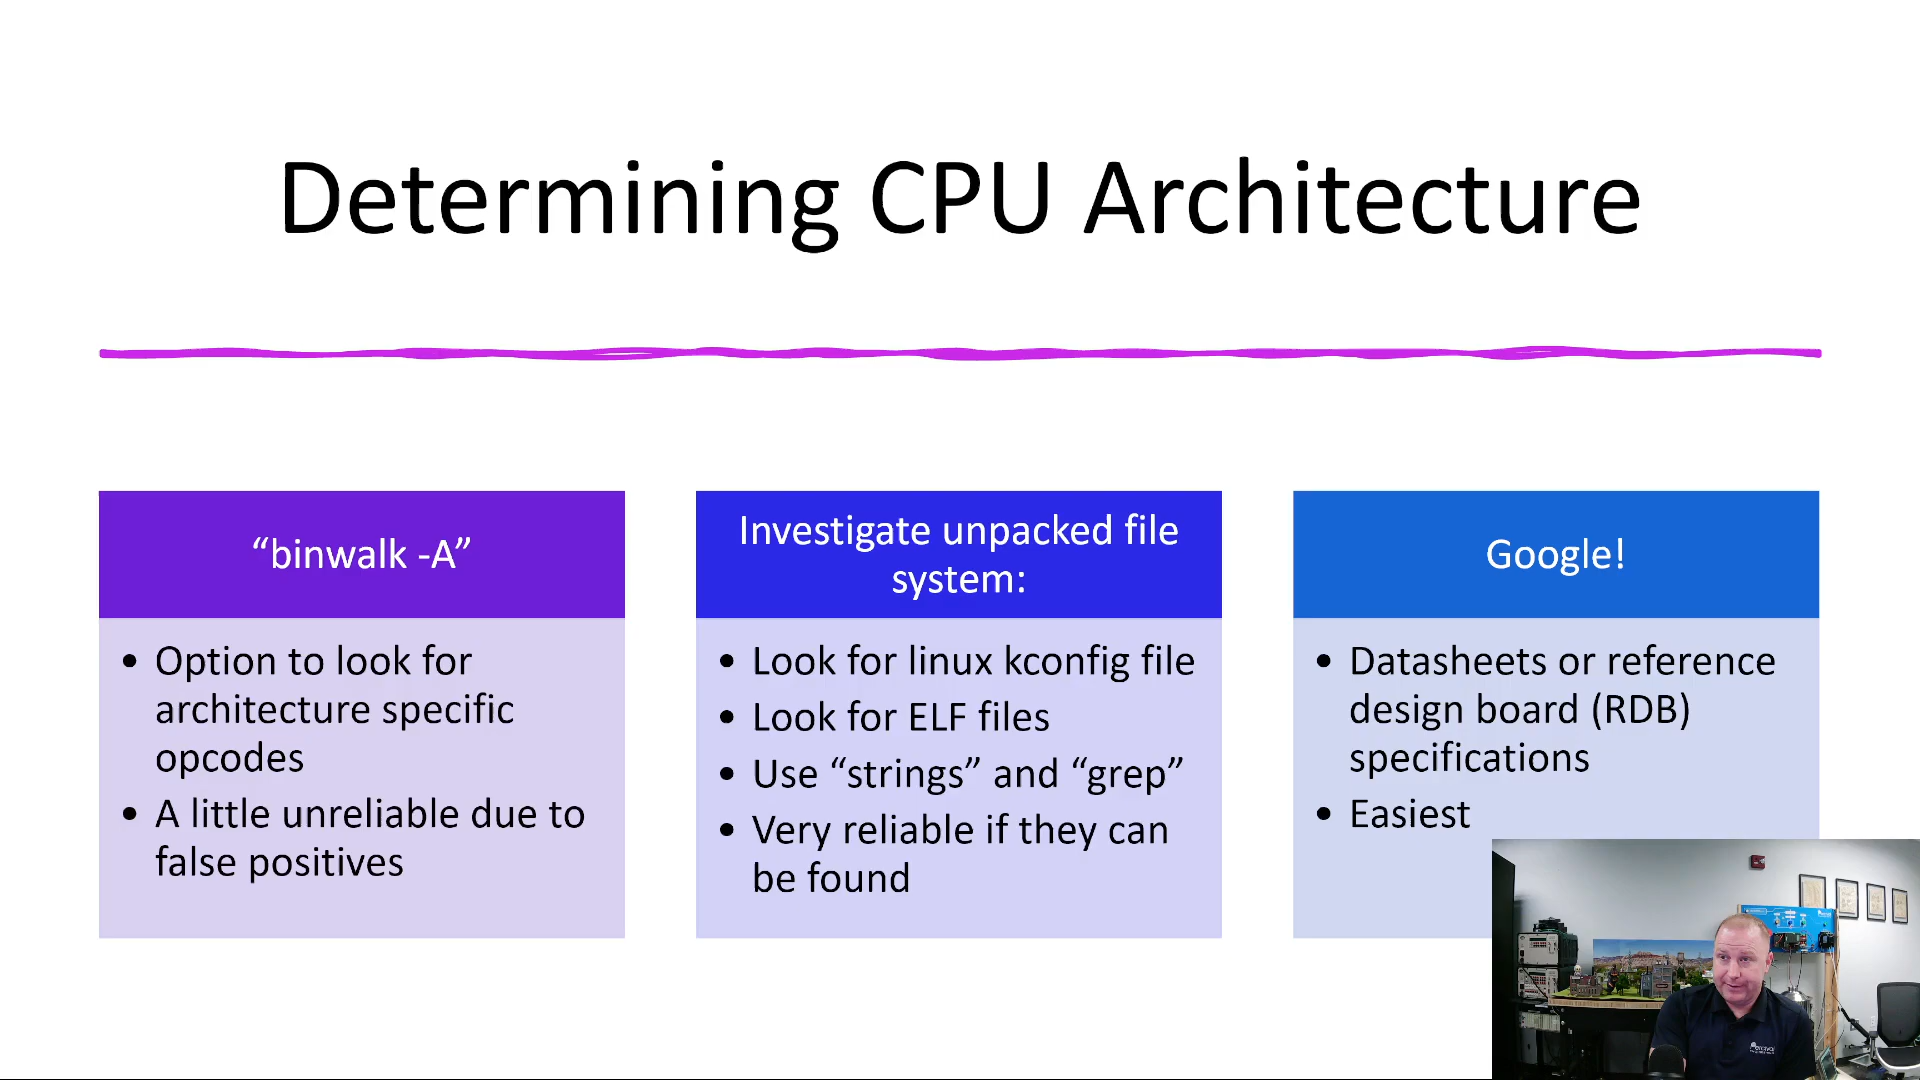 Determining CPU Architecture
“binwalk -A”
• Option to look for
architecture specific
opcodes
• A little unreliable due to
false positives
Investigate unpacked file
system:
• Look for linux kconfig file
• Look for ELF files
• Use “strings” and “grep”
• Very reliable if they can
be found
Google!
• Datasheets or reference
design board (RDB)
specifications
• Easiest